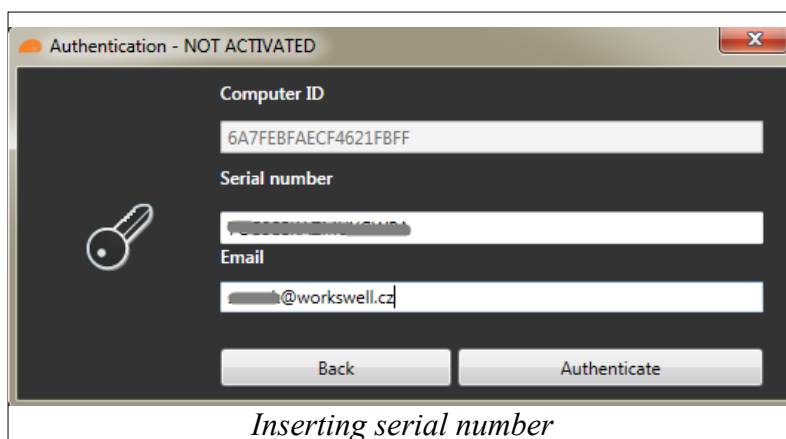 Authentication - NOT ACTIVATED
Computer ID
6A7FEBFAECF4621FBFF
Serial number
Email
@workswell.cz
Back
Authenticate
Inserting serial number